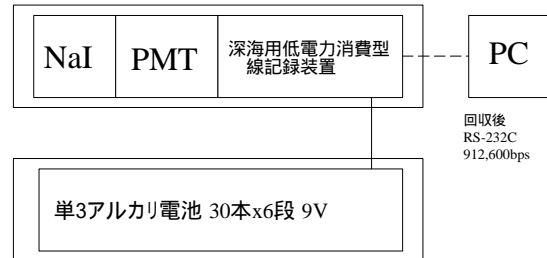 NaI
PMT
深海用低電力消費型
線記録装置
PC
回収後
RS-232C
912,600bps
単3アルカリ電池 30本x6段 9V